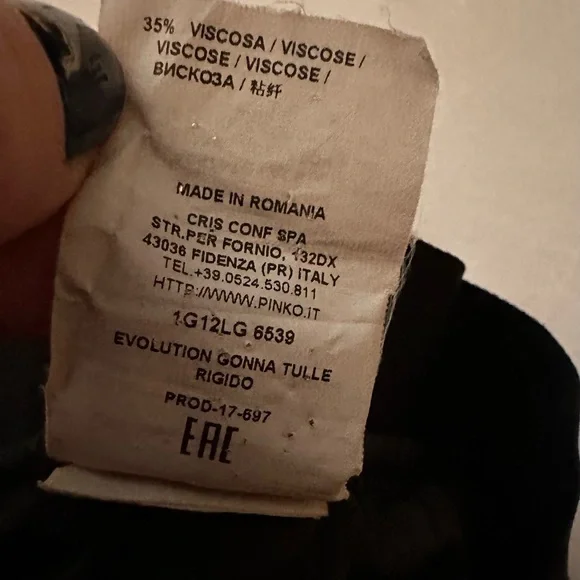 35% VISCOSA / VISCOSE /
VISCOSE / VISCOSE /
ВИСКОЗА / 粘纤
MADE IN ROMANIA
CRIS CONF SPA
STR.PER FORNIO, 132DX
43036 FIDENZA (PR) ITALY
TEL.+39.0524.530.811
HTTP://WWW.PINKO.IT
1G12LG 6539
EVOLUTION GONNA TULLE
RIGIDO
PROD-17-697
EAC